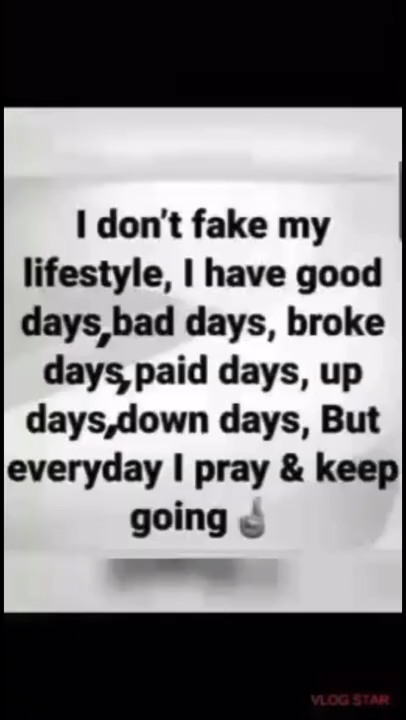 I don't fake my
lifestyle, I have good
days,bad days, broke
days,paid days, up
days,down days, But
everyday I pray & keep
going ☝
VLOG STAR